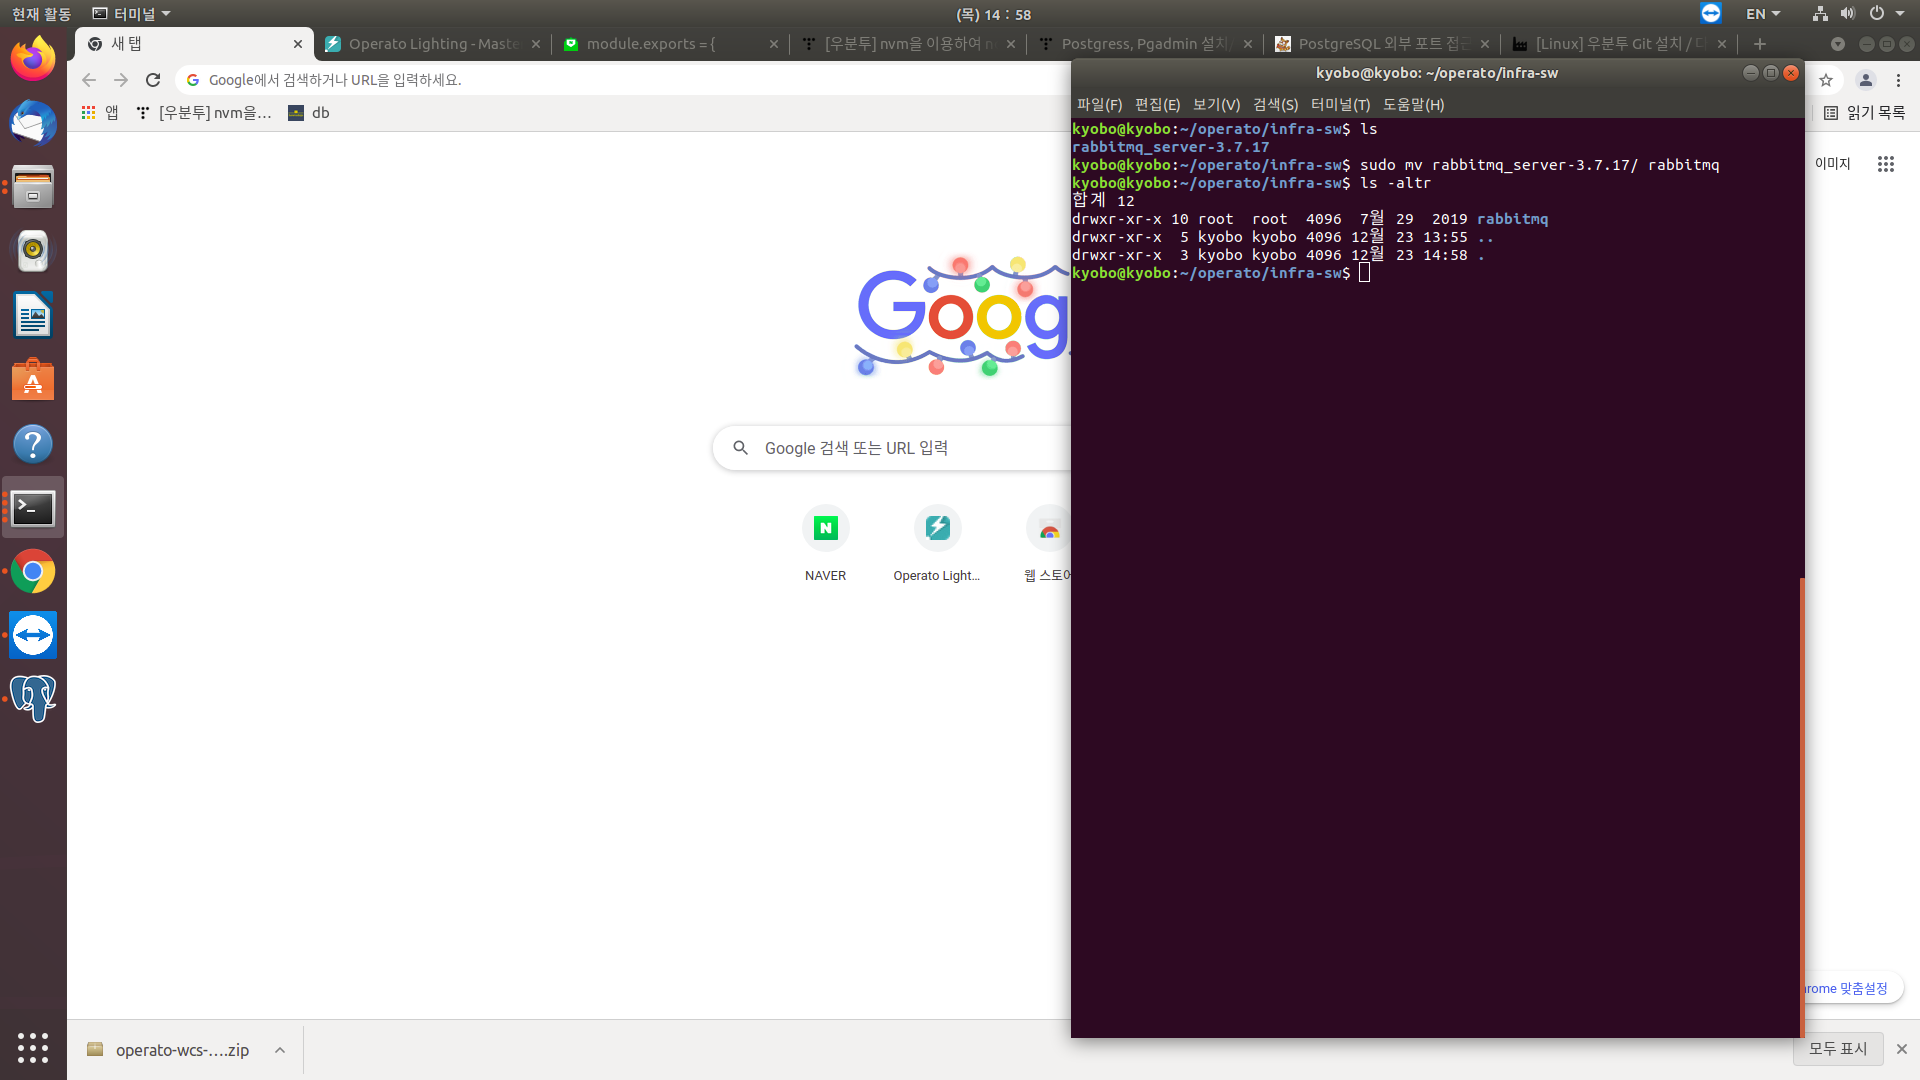 현재 활동
터미널
(목) 14 : 58
EN
새 탭
Operato Lighting - Maste
module.exports = {
[우분투] nvm을 이용하여 n
Postgress, Pgadmin 설치/
PostgreSQL 외부 포트 접근
[Linux] 우분투 Git 설치 / 다
Google에서 검색하거나 URL을 입력하세요.
앱
[우분투] nvm을...
db
읽기 목록
이미지
Goog
Google 검색 또는 URL 입력
NAVER
Operato Light...
웹 스토어
kyobo@kyobo: ~/operato/infra-sw
파일(F) 편집(E) 보기(V) 검색(S) 터미널(T) 도움말(H)
kyobo@kyobo:~/operato/infra-sw$ ls
rabbitmq_server-3.7.17
kyobo@kyobo:~/operato/infra-sw$ sudo mv rabbitmq_server-3.7.17/ rabbitmq
kyobo@kyobo:~/operato/infra-sw$ ls -altr
합계 12
drwxr-xr-x 10 root  root  4096  7월 29  2019 rabbitmq
drwxr-xr-x  5 kyobo kyobo 4096 12월 23 13:55 ..
drwxr-xr-x  3 kyobo kyobo 4096 12월 23 14:58 .
kyobo@kyobo:~/operato/infra-sw$
rome 맞춤설정
operato-wcs-....zip
모두 표시